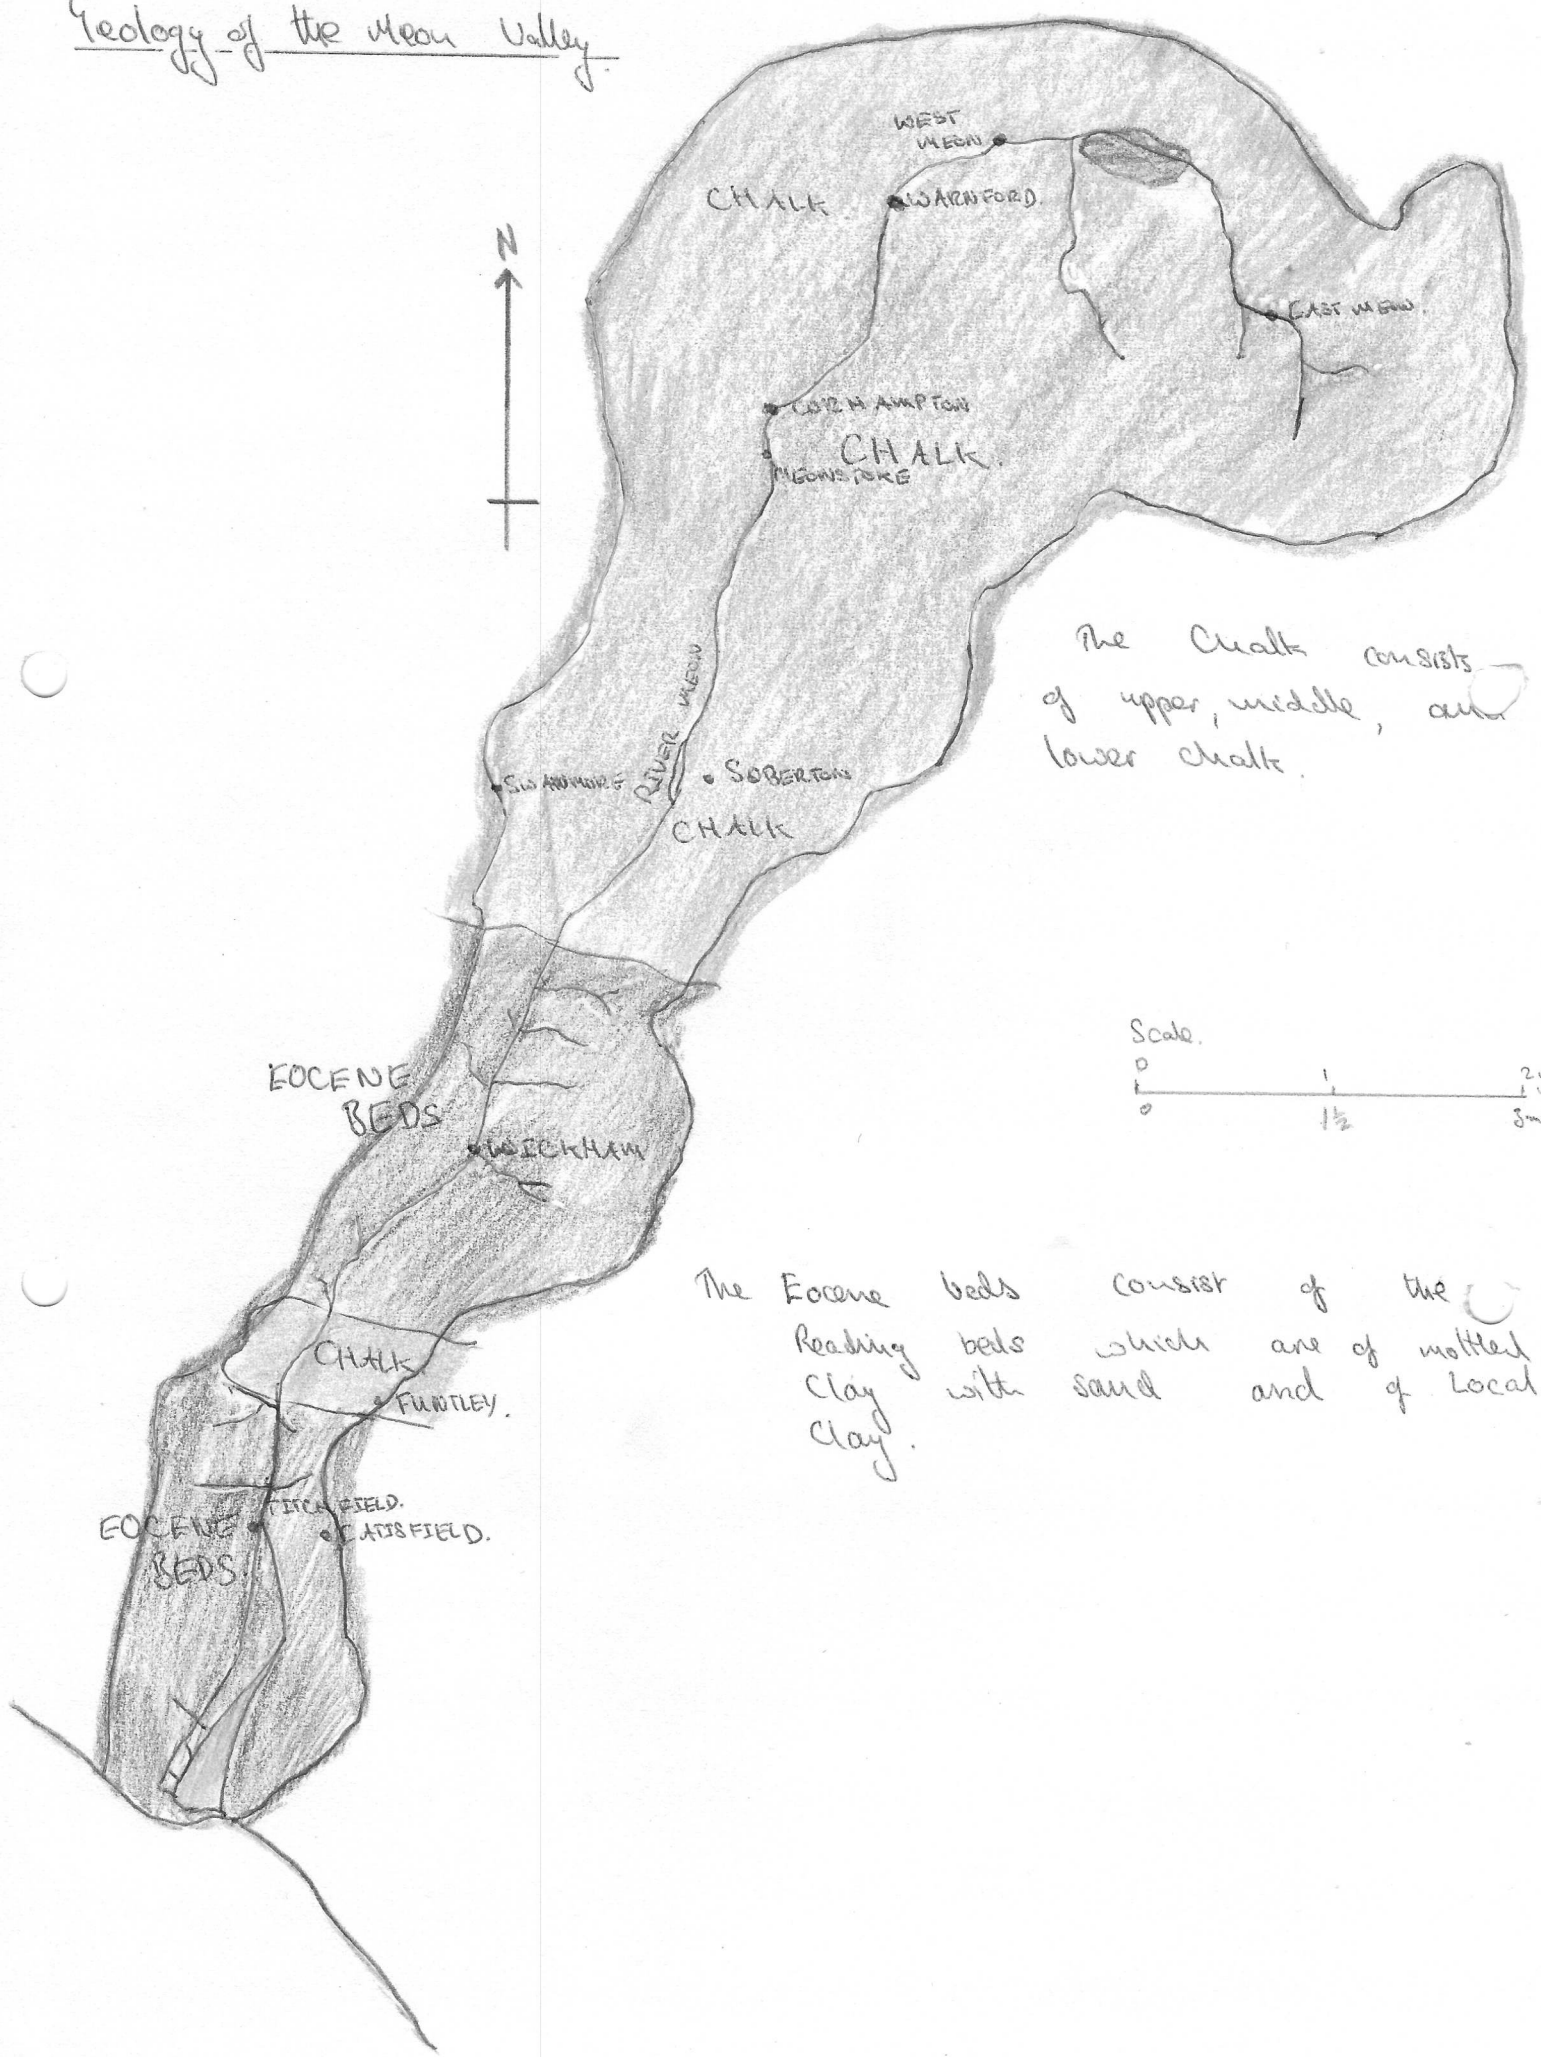 Geology of the Meon Valley.
WEST
MEON
CHALK
WARNFORD.
N
EAST MEON.
CORHAMPTON
CHALK.
MEONSTOKE
The Chalk consists
of upper, middle, and
lower chalk.
RIVER MEON
SWANMORE
SOBERTON
CHALK
Scale.
0 1 2
0 1½ 3
EOCENE
BEDS
WICKHAM
The Eocene beds consist of the
Reading beds which are of mottled
Clay with sand and of Local
Clay.
CHALK
FUNTLEY.
TITCHFIELD.
EOCENE
CATISFIELD.
BEDS.